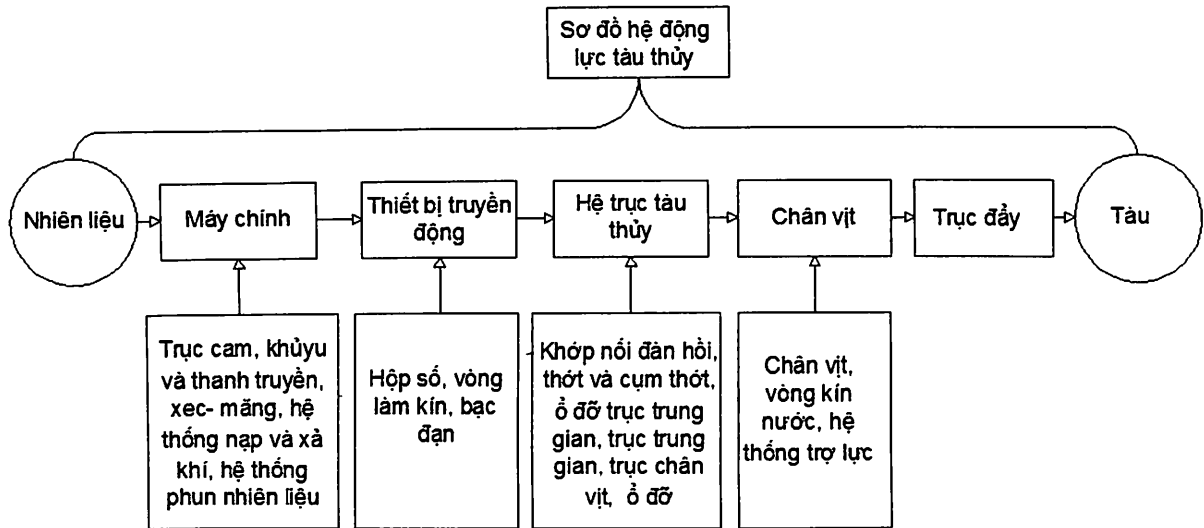 Sơ đồ hệ động
lực tàu thủy
Nhiên liệu
Máy chính
Thiết bị truyền
động
Hệ trục tàu
thủy
Chân vịt
Trục đẩy
Tàu
Trục cam, khủyu
và thanh truyền,
xec- măng, hệ
thống nạp và xả
khí, hệ thống
phun nhiên liệu
Hộp số, vòng
làm kín, bạc
đạn
Khớp nối đàn hồi,
thớt và cụm thớt,
ổ đỡ trục trung
gian, trục trung
gian, trục chân
vịt, ổ đỡ
Chân vịt,
vòng kín
nước, hệ
thống trợ lực